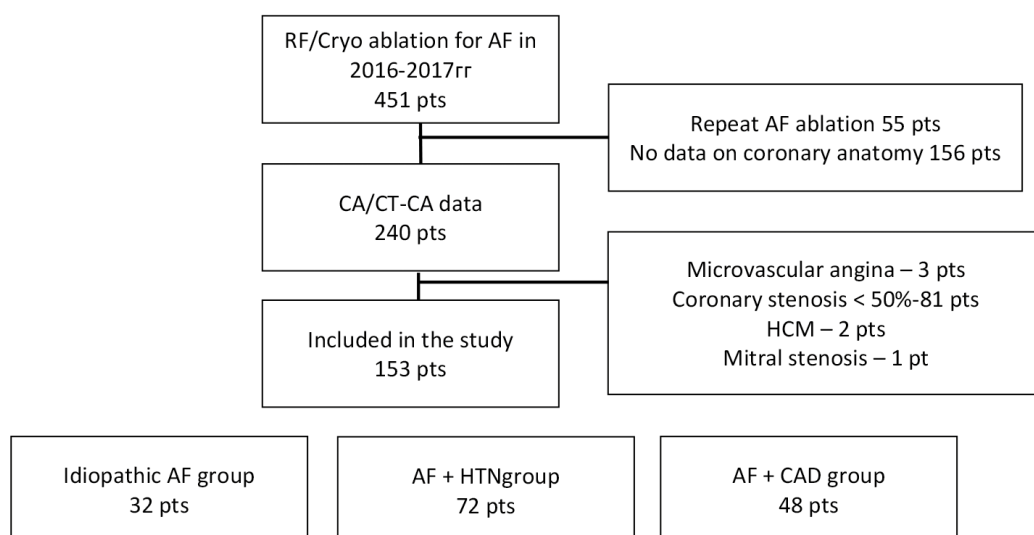 RF/Cryo ablation for AF in
2016-2017гг
451 pts
Repeat AF ablation 55 pts
No data on coronary anatomy 156 pts
CA/CT-CA data
240 pts
Microvascular angina – 3 pts
Coronary stenosis < 50%-81 pts
HCM – 2 pts
Mitral stenosis – 1 pt
Included in the study
153 pts
Idiopathic AF group
32 pts
AF + HTNgroup
72 pts
AF + CAD group
48 pts